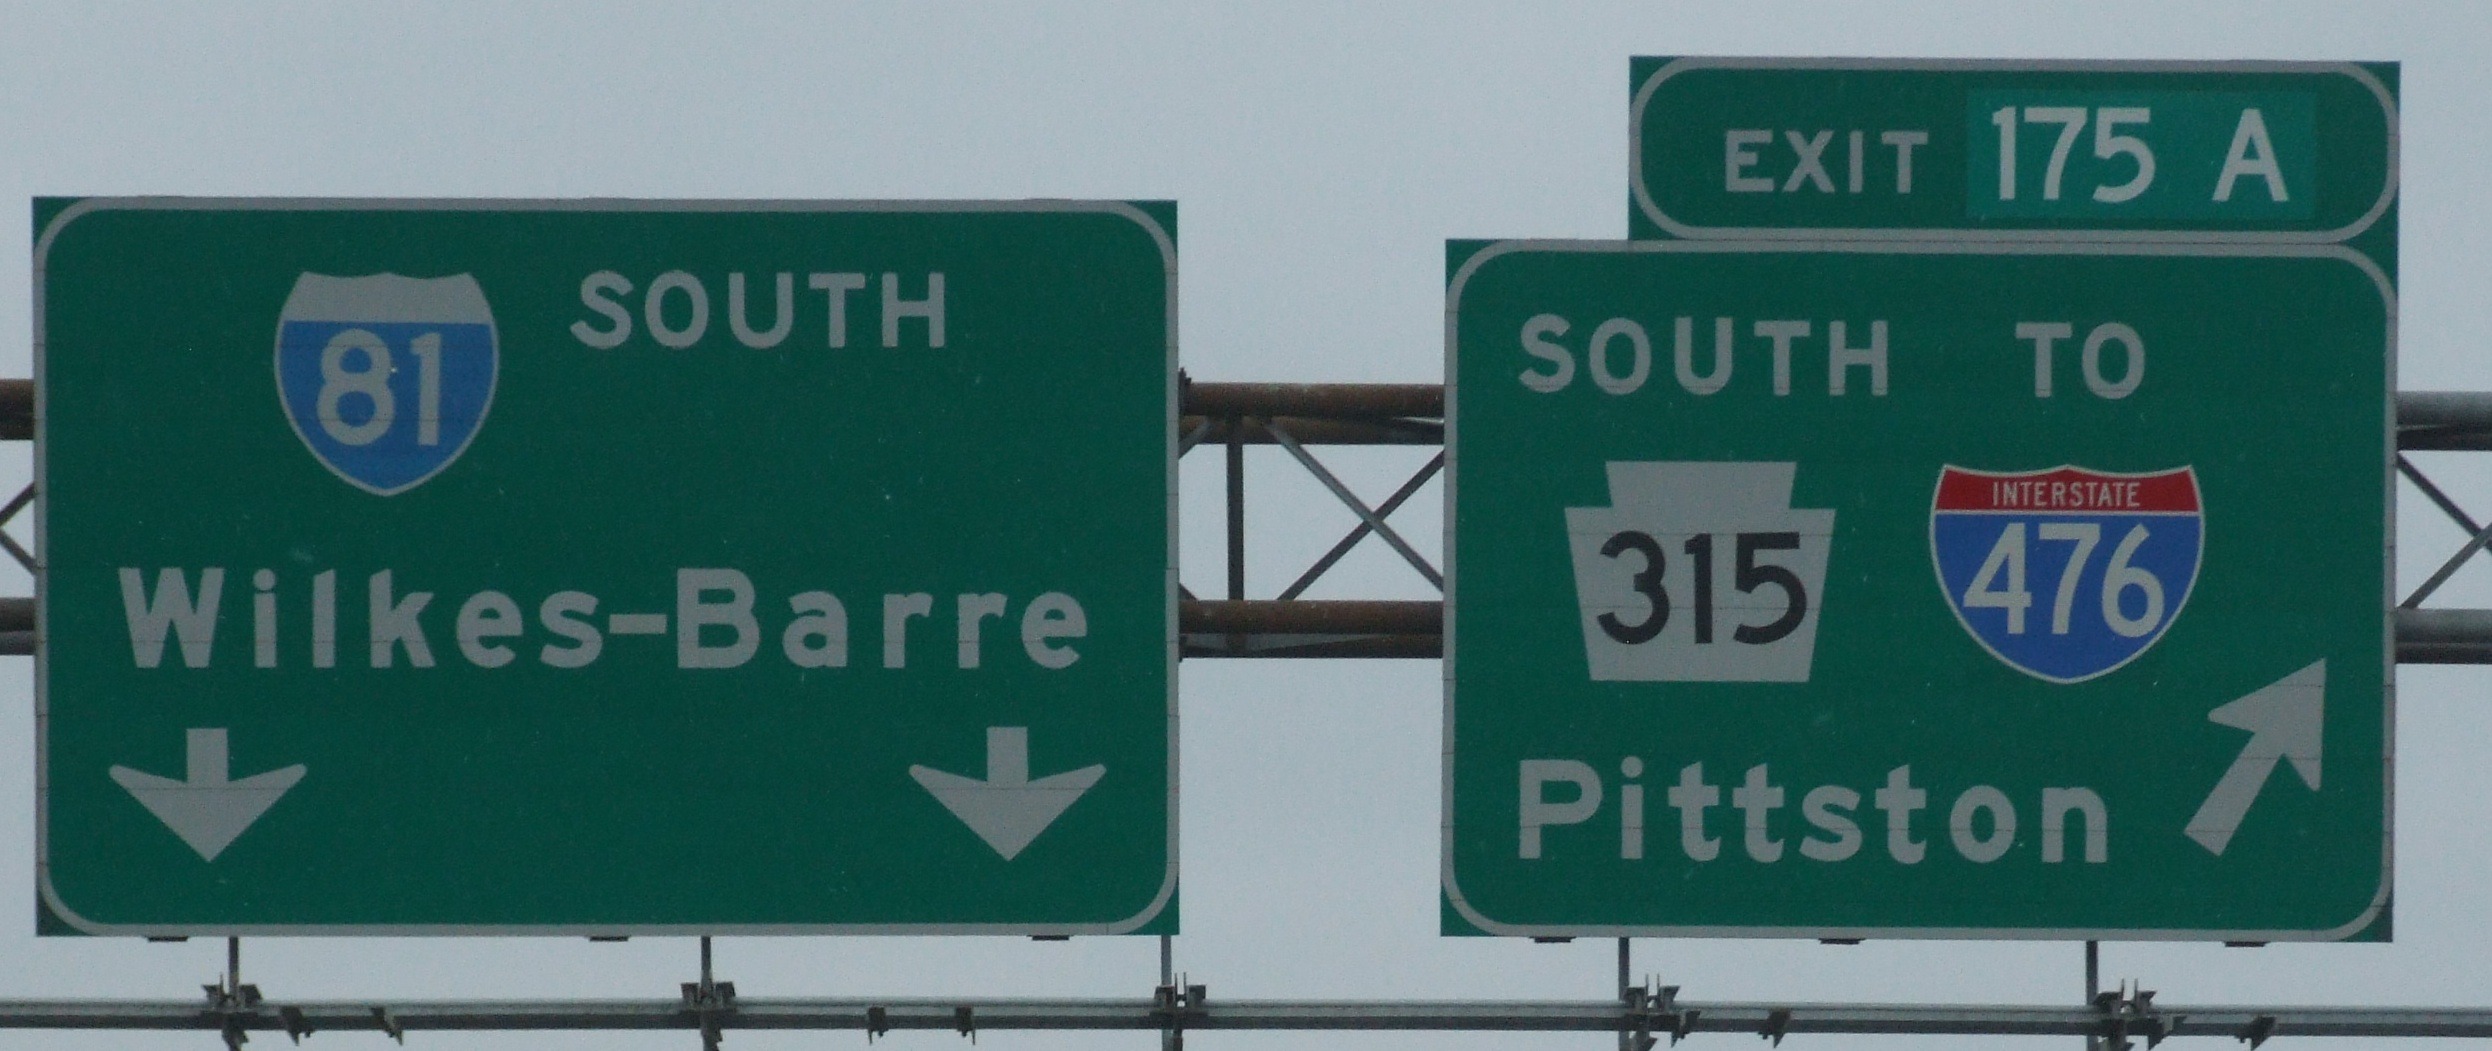 81 SOUTH
Wilkes-Barre
EXIT 175 A
SOUTH TO
315 INTERSTATE 476
Pittston